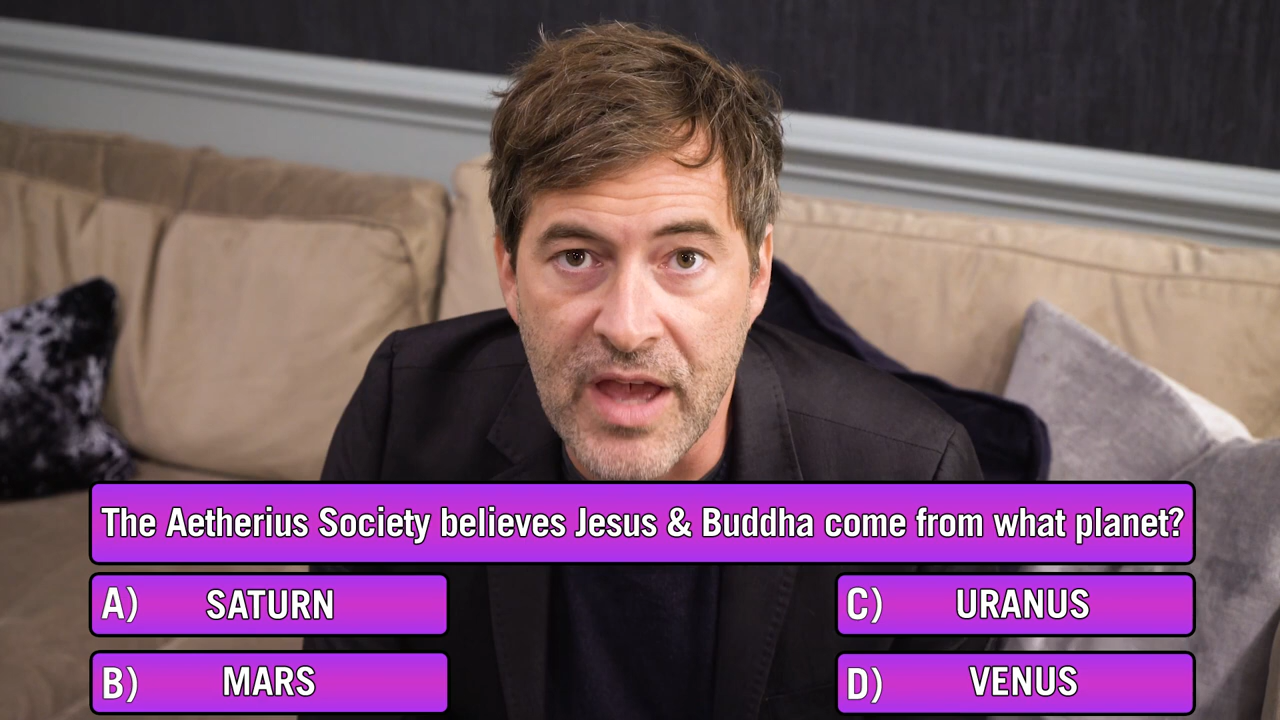 The Aetherius Society believes Jesus & Buddha come from what planet?
A) SATURN
B) MARS
C) URANUS
D) VENUS